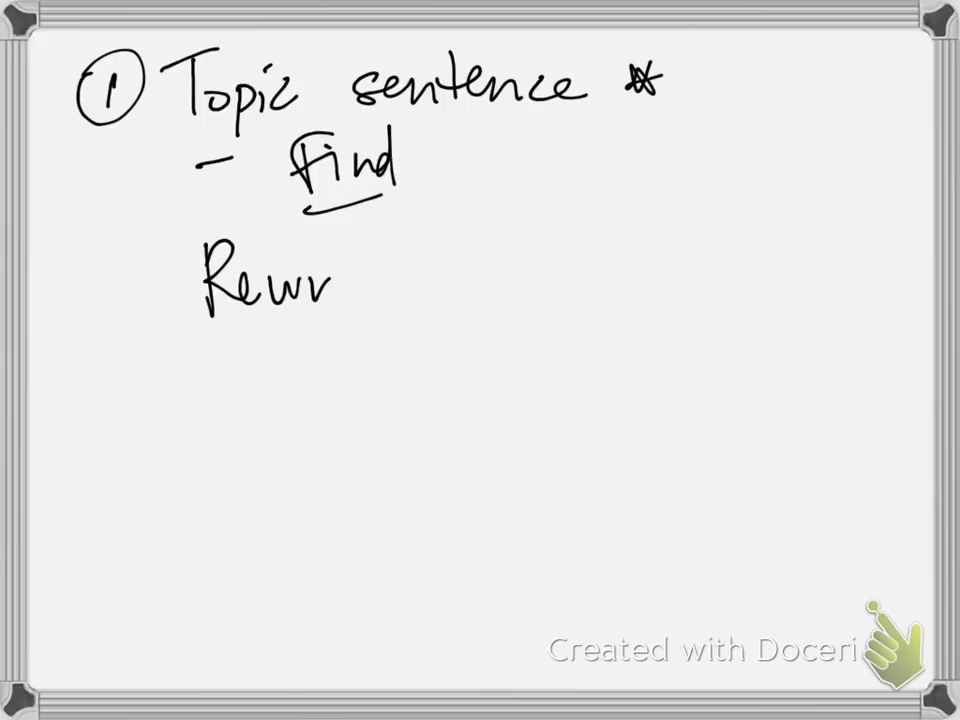 ① Topic sentence *
- Find
Rewr
Created with Doceri